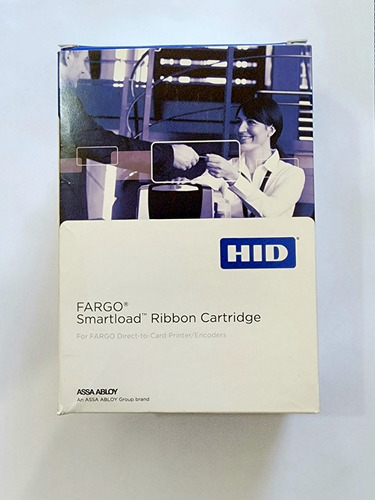 HID
FARGO®
Smartload™ Ribbon Cartridge
For FARGO Direct-to-Card Printer/Encoders
ASSA ABLOY
An ASSA ABLOY Group brand